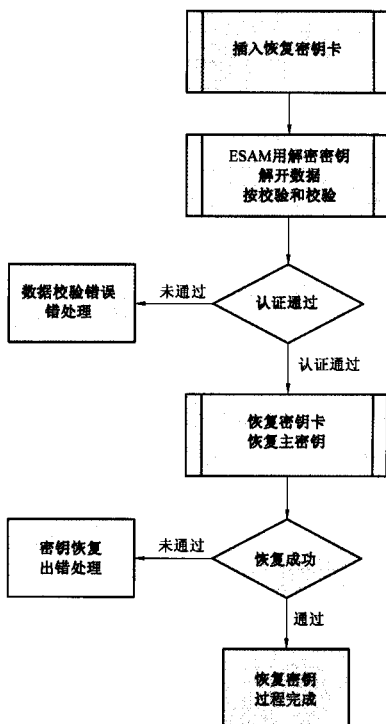 插入恢复密钥卡
ESAM用解密密钥
解开数据
按校验和校验
数据校验错误
错处理
未通过
认证通过
认证通过
恢复密钥卡
恢复主密钥
密钥恢复
出错处理
未通过
恢复成功
通过
恢复密钥
过程完成